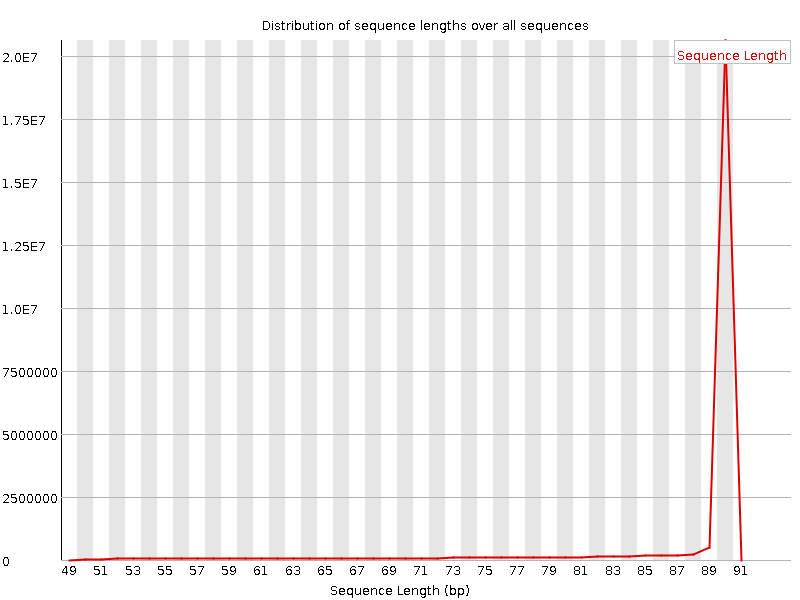 Distribution of sequence lengths over all sequences
Sequence Length
2.0E7
1.75E7
1.5E7
1.25E7
1.0E7
7500000
5000000
2500000
0
49 51 53 55 57 59 61 63 65 67 69 71 73 75 77 79 81 83 85 87 89 91
Sequence Length (bp)